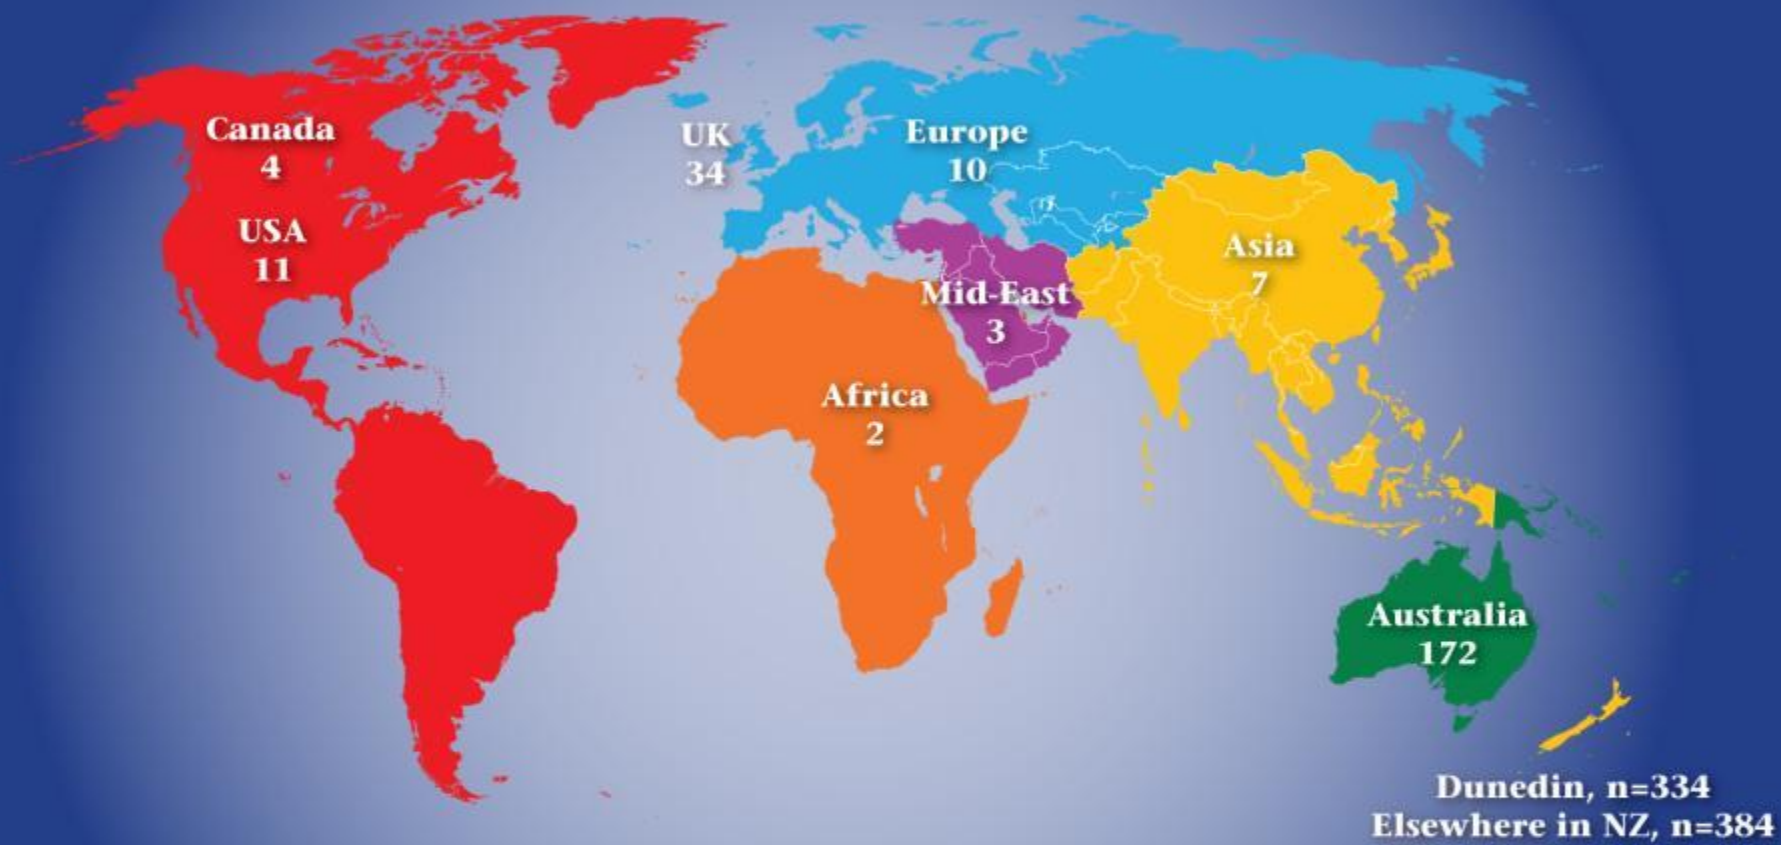 Canada
4
USA
11
UK
34
Europe
10
Mid-East
3
Africa
2
Asia
7
Australia
172
Dunedin, n=334
Elsewhere in NZ, n=384